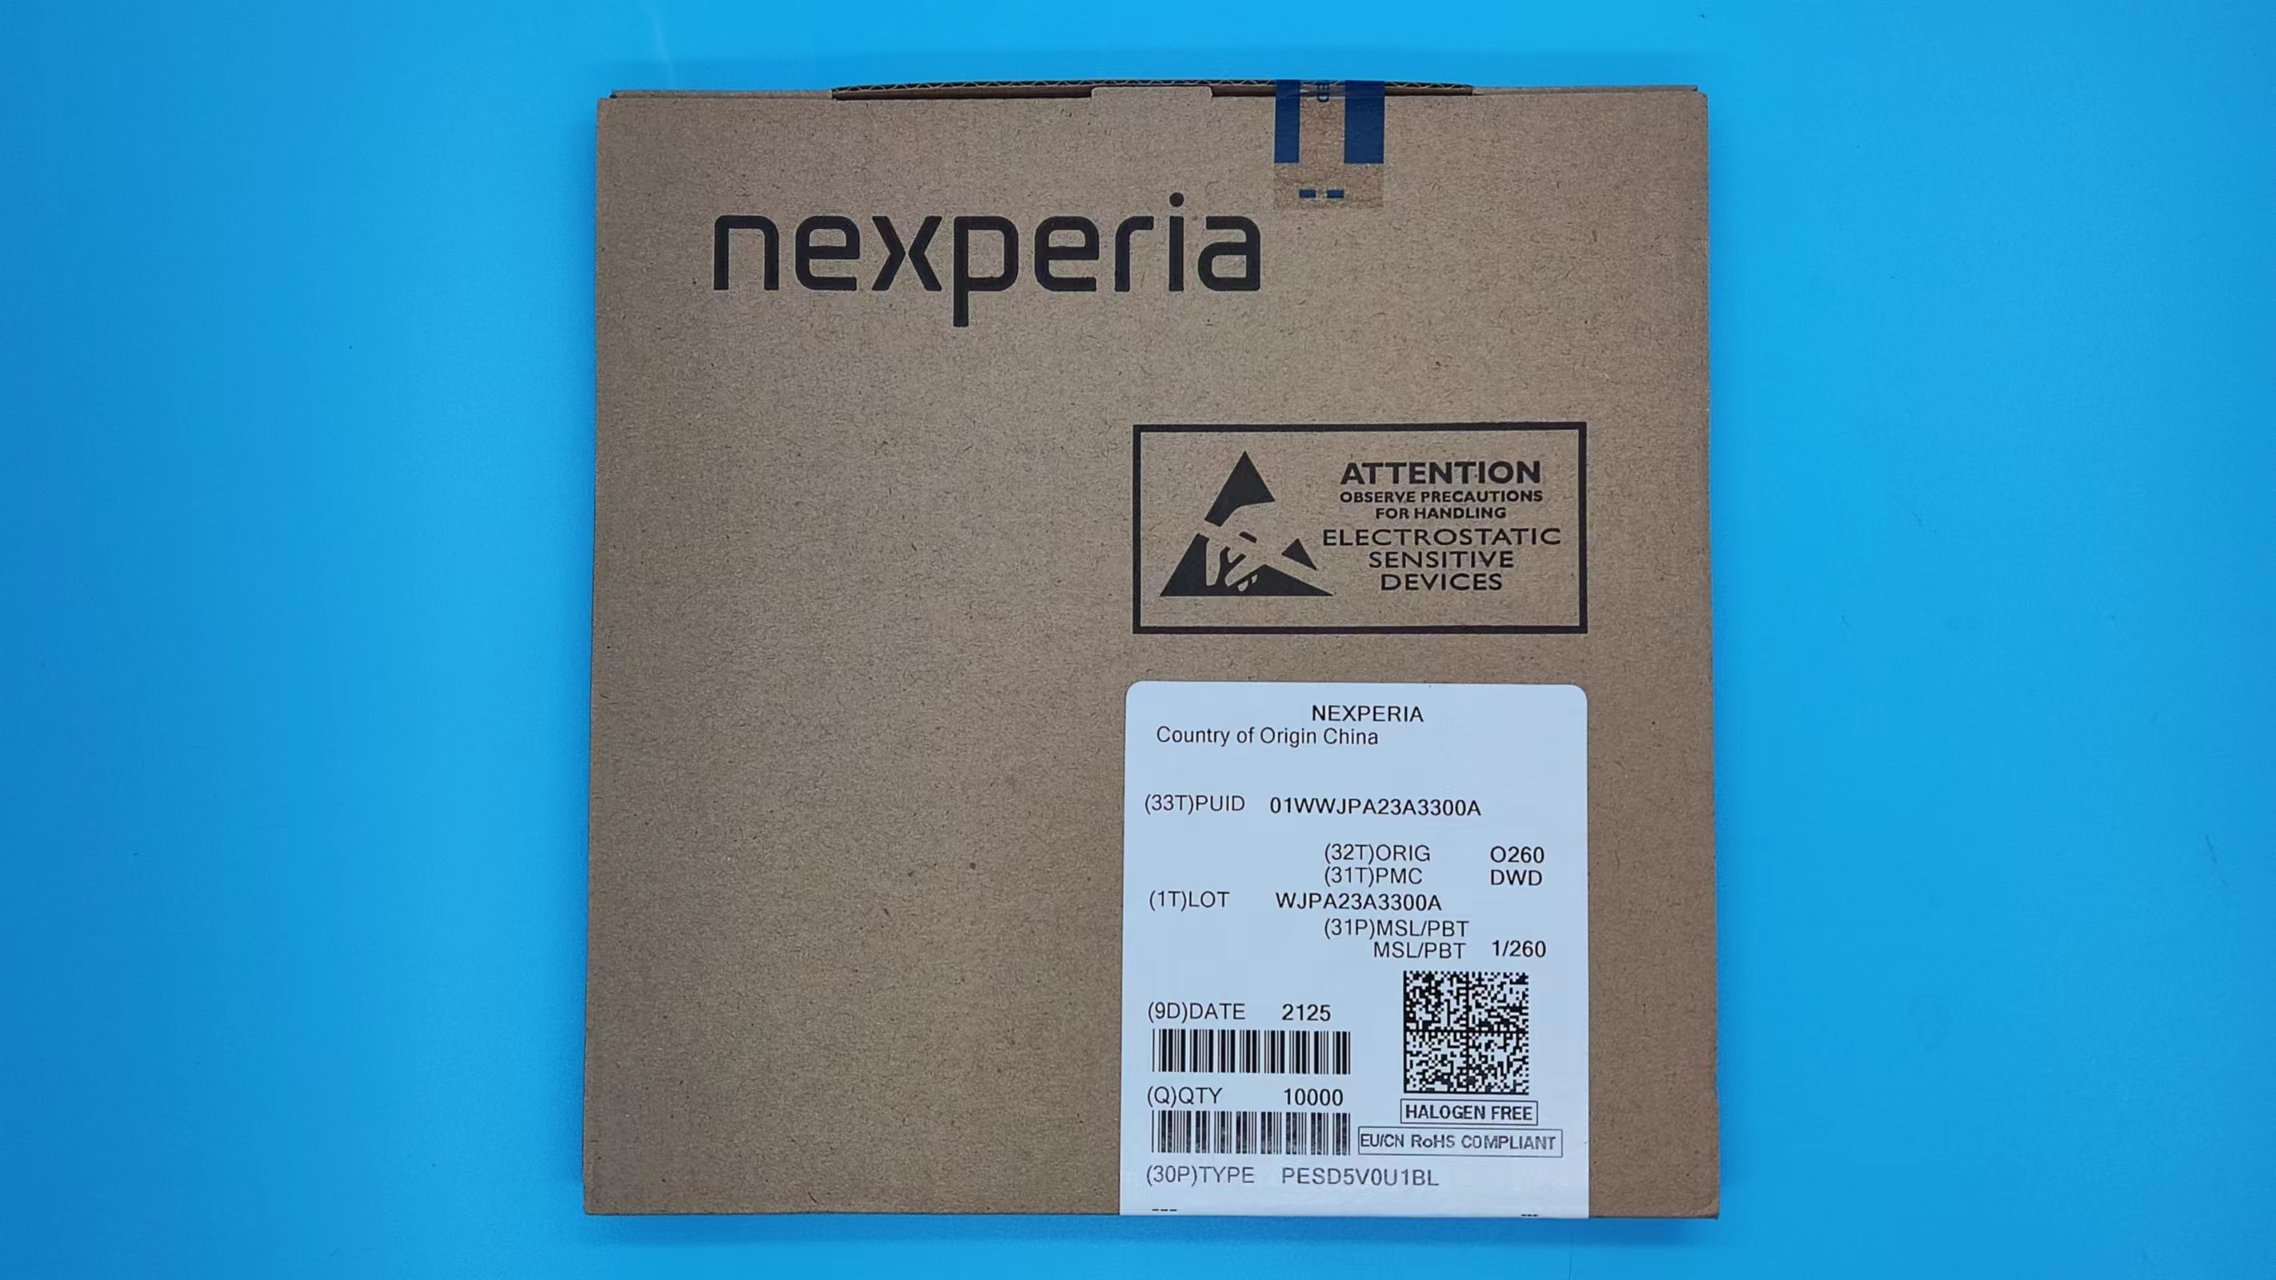 nexperia
ATTENTION
OBSERVE PRECAUTIONS
FOR HANDLING
ELECTROSTATIC
SENSITIVE
DEVICES
NEXPERIA
Country of Origin China
(33T)PUID 01WWJPA23A3300A
(32T)ORIG O260
(31T)PMC DWD
(1T)LOT WJPA23A3300A
(31P)MSL/PBT
MSL/PBT 1/260
(9D)DATE 2125
(Q)QTY 10000
HALOGEN FREE
EU/CN RoHS COMPLIANT
(30P)TYPE PESD5V0U1BL